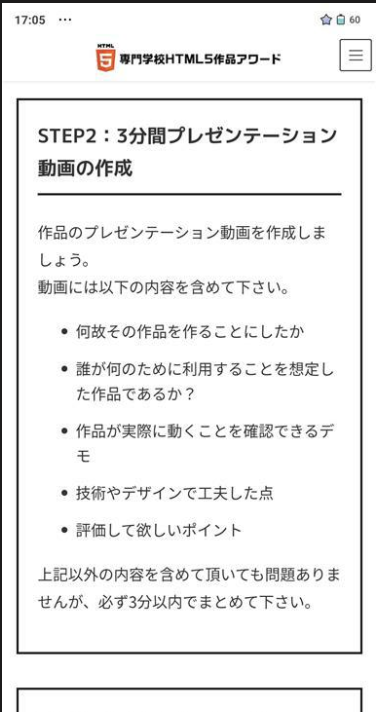 17:05 ···
60
HTML
5
専門学校HTML5作品アワード
STEP2：3分間プレゼンテーション
動画の作成
作品のプレゼンテーション動画を作成しま
しょう。
動画には以下の内容を含めて下さい。
• 何故その作品を作ることにしたか
• 誰が何のために利用することを想定し
た作品であるか？
• 作品が実際に動くことを確認できるデ
モ
• 技術やデザインで工夫した点
• 評価して欲しいポイント
上記以外の内容を含めて頂いても問題ありま
せんが、必ず3分以内でまとめて下さい。